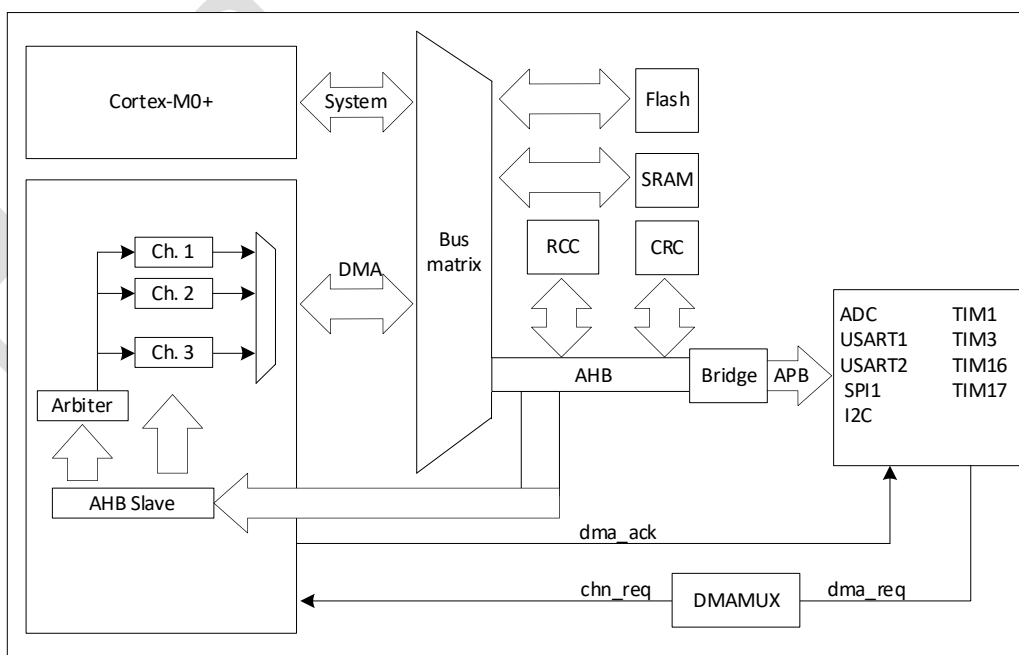 Cortex-M0+
System
Flash
SRAM
Bus
matrix
RCC
CRC
Ch. 1
Ch. 2
Ch. 3
DMA
Arbiter
AHB Slave
AHB
Bridge
APB
ADC TIM1
USART1 TIM3
USART2 TIM16
SPI1 TIM17
I2C
dma_ack
chn_req
DMAMUX
dma_req